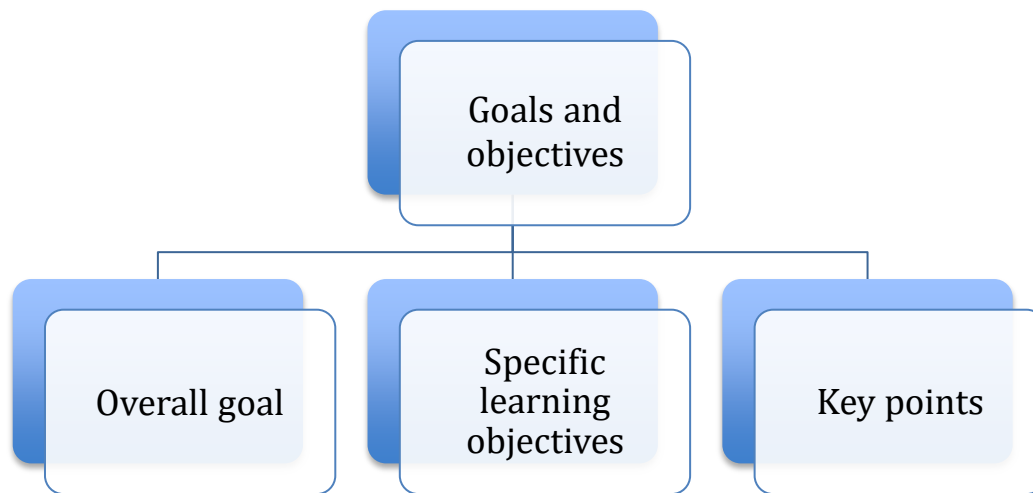 Goals and
objectives
Overall goal
Specific
learning
objectives
Key points